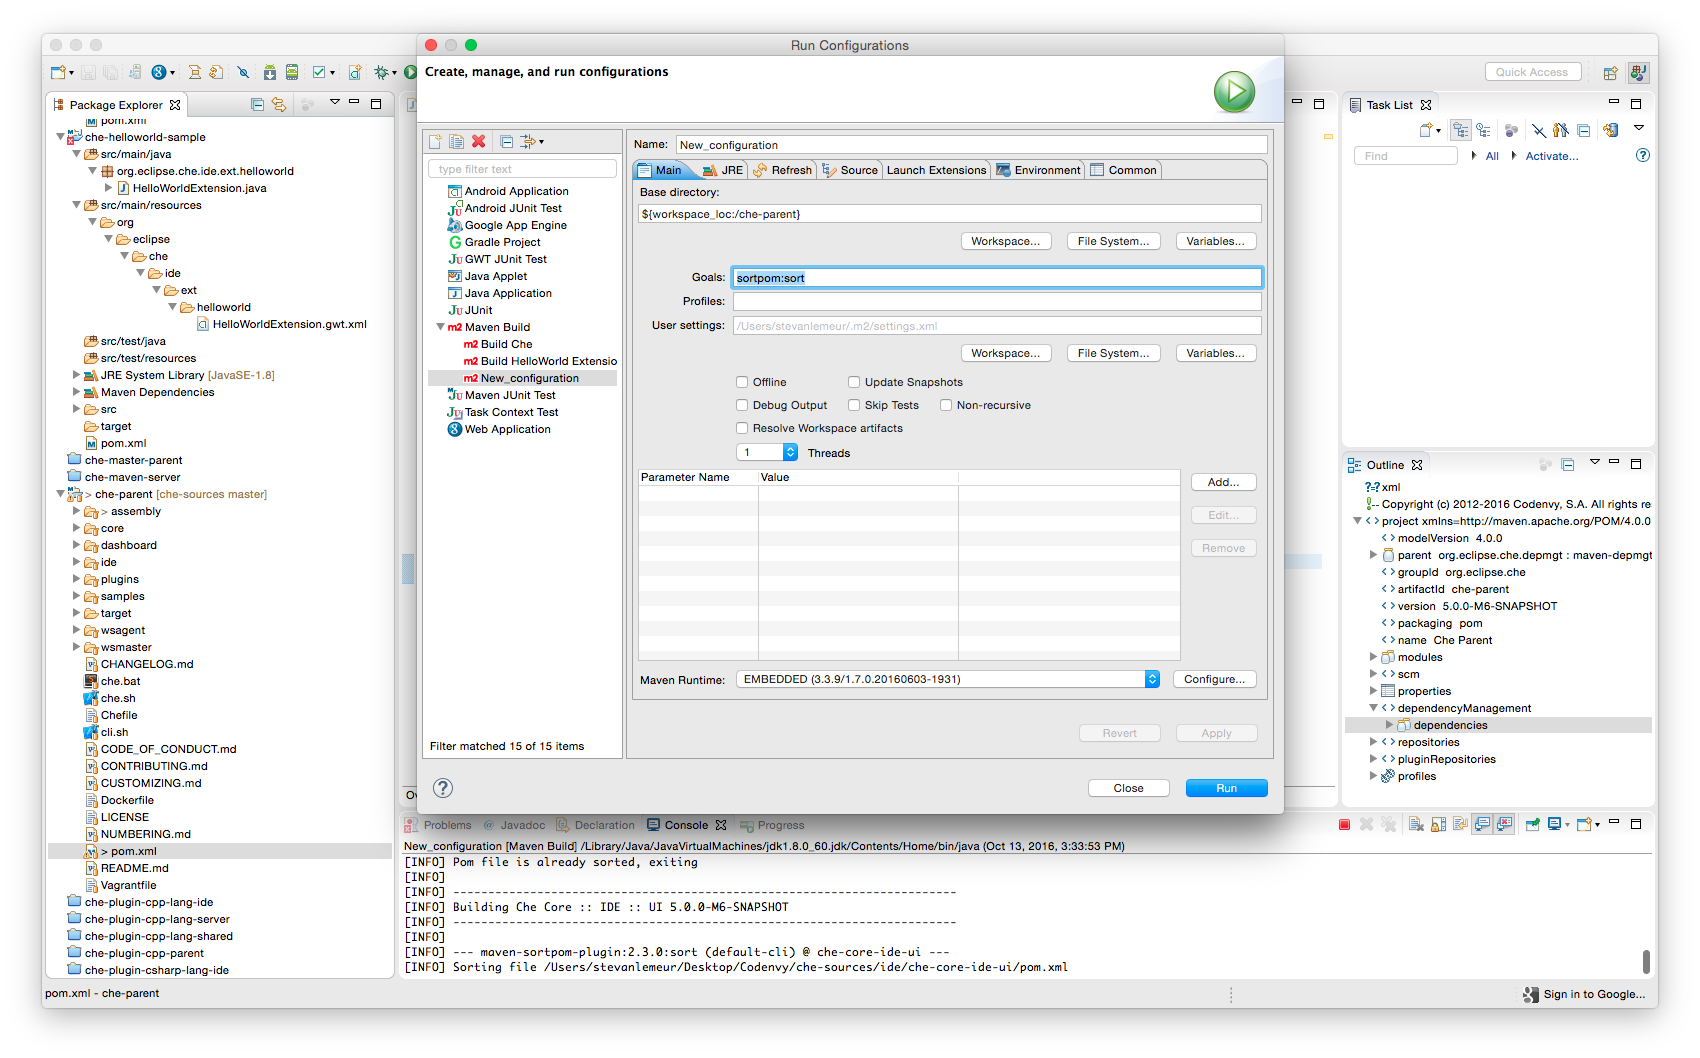 Run Configurations
Create, manage, and run configurations
Quick Access
Package Explorer
pom.xml
che-helloworld-sample
src/main/java
org.eclipse.che.ide.ext.helloworld
HelloWorldExtension.java
src/main/resources
org
eclipse
che
ide
ext
helloworld
HelloWorldExtension.gwt.xml
src/test/java
src/test/resources
JRE System Library [JavaSE-1.8]
Maven Dependencies
src
target
pom.xml
che-master-parent
che-maven-server
> che-parent [che-sources master]
> assembly
core
dashboard
ide
plugins
samples
target
wsagent
wsmaster
CHANGELOG.md
che.bat
che.sh
Chefile
cli.sh
CODE_OF_CONDUCT.md
CONTRIBUTING.md
CUSTOMIZING.md
Dockerfile
LICENSE
NUMBERING.md
> pom.xml
README.md
Vagrantfile
che-plugin-cpp-lang-ide
che-plugin-cpp-lang-server
che-plugin-cpp-lang-shared
che-plugin-cpp-parent
che-plugin-csharp-lang-ide
type filter text
Android Application
Android JUnit Test
Google App Engine
Gradle Project
GWT JUnit Test
Java Applet
Java Application
JUnit
m2 Maven Build
m2 Build Che
m2 Build HelloWorld Extensio
m2 New_configuration
Maven JUnit Test
Task Context Test
Web Application
Filter matched 15 of 15 items
Name: New_configuration
Main JRE Refresh Source Launch Extensions Environment Common
Base directory:
${workspace_loc:/che-parent}
Workspace... File System... Variables...
Goals: sortpom:sort
Profiles:
User settings: /Users/stevanlemeur/.m2/settings.xml
Workspace... File System... Variables...
Offline Update Snapshots
Debug Output Skip Tests Non-recursive
Resolve Workspace artifacts
1 Threads
Parameter Name Value
Add...
Edit...
Remove
Maven Runtime: EMBEDDED (3.3.9/1.7.0.20160603-1931) Configure...
Revert Apply
Close Run
Task List
Find All Activate...
Outline
?=? xml
Copyright (c) 2012-2016 Codenvy, S.A. All rights re
project xmlns=http://maven.apache.org/POM/4.0.0
modelVersion 4.0.0
parent org.eclipse.che.depmgt : maven-depmgt
groupId org.eclipse.che
artifactId che-parent
version 5.0.0-M6-SNAPSHOT
packaging pom
name Che Parent
modules
scm
properties
dependencyManagement
dependencies
repositories
pluginRepositories
profiles
Problems @ Javadoc Declaration Console Progress
New_configuration [Maven Build] /Library/Java/JavaVirtualMachines/jdk1.8.0_60.jdk/Contents/Home/bin/java (Oct 13, 2016, 3:33:53 PM)
[INFO] Pom file is already sorted, exiting
[INFO]
[INFO] ------------------------------------------------------------------------
[INFO] Building Che Core :: IDE :: UI 5.0.0-M6-SNAPSHOT
[INFO] ------------------------------------------------------------------------
[INFO]
[INFO] --- maven-sortpom-plugin:2.3.0:sort (default-cli) @ che-core-ide-ui ---
[INFO] Sorting file /Users/stevanlemeur/Desktop/Codenvy/che-sources/ide/che-core-ide-ui/pom.xml
pom.xml - che-parent
Sign in to Google...